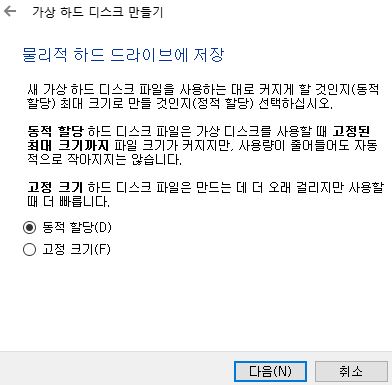 가상 하드 디스크 만들기
물리적 하드 드라이브에 저장
새 가상 하드 디스크 파일을 사용하는 대로 커지게 할 것인지(동적
할당) 최대 크기로 만들 것인지(정적 할당) 선택하십시오.
동적 할당 하드 디스크 파일은 가상 디스크를 사용할 때 고정된
최대 크기까지 파일 크기가 커지지만, 사용량이 줄어들어도 자동
적으로 작아지지는 않습니다.
고정 크기 하드 디스크 파일은 만드는 데 더 오래 걸리지만 사용할
때 더 빠릅니다.
동적 할당(D)
고정 크기(F)
다음(N) 취소